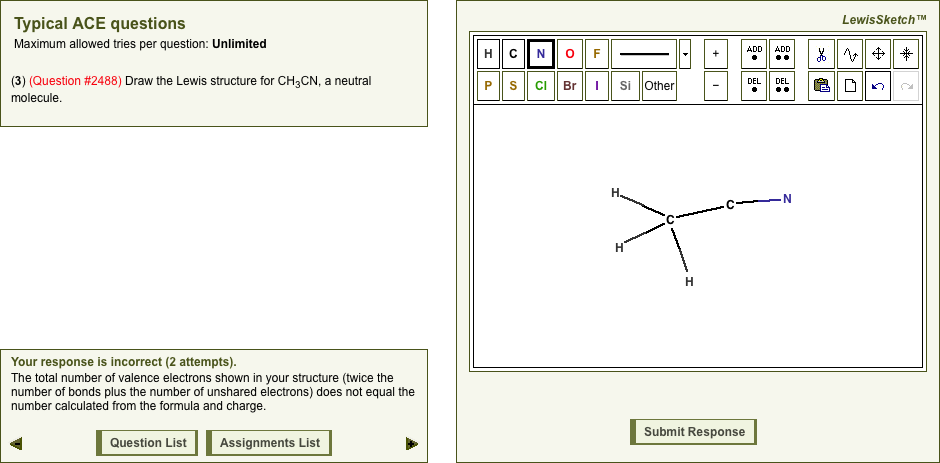 Typical ACE questions
Maximum allowed tries per question: Unlimited
(3) (Question #2488) Draw the Lewis structure for CH3CN, a neutral
molecule.
LewisSketch™
H C N O F + ADD ADD
P S Cl Br I Si Other − DEL DEL
H
C N
C
H
H
Your response is incorrect (2 attempts).
The total number of valence electrons shown in your structure (twice the
number of bonds plus the number of unshared electrons) does not equal the
number calculated from the formula and charge.
Question List Assignments List
Submit Response